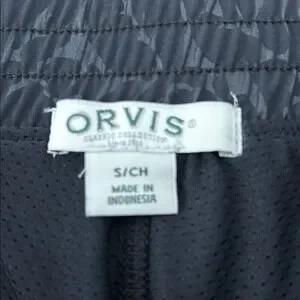 ORVIS®
CLASSIC COLLECTION
S/CH
MADE IN
INDONESIA